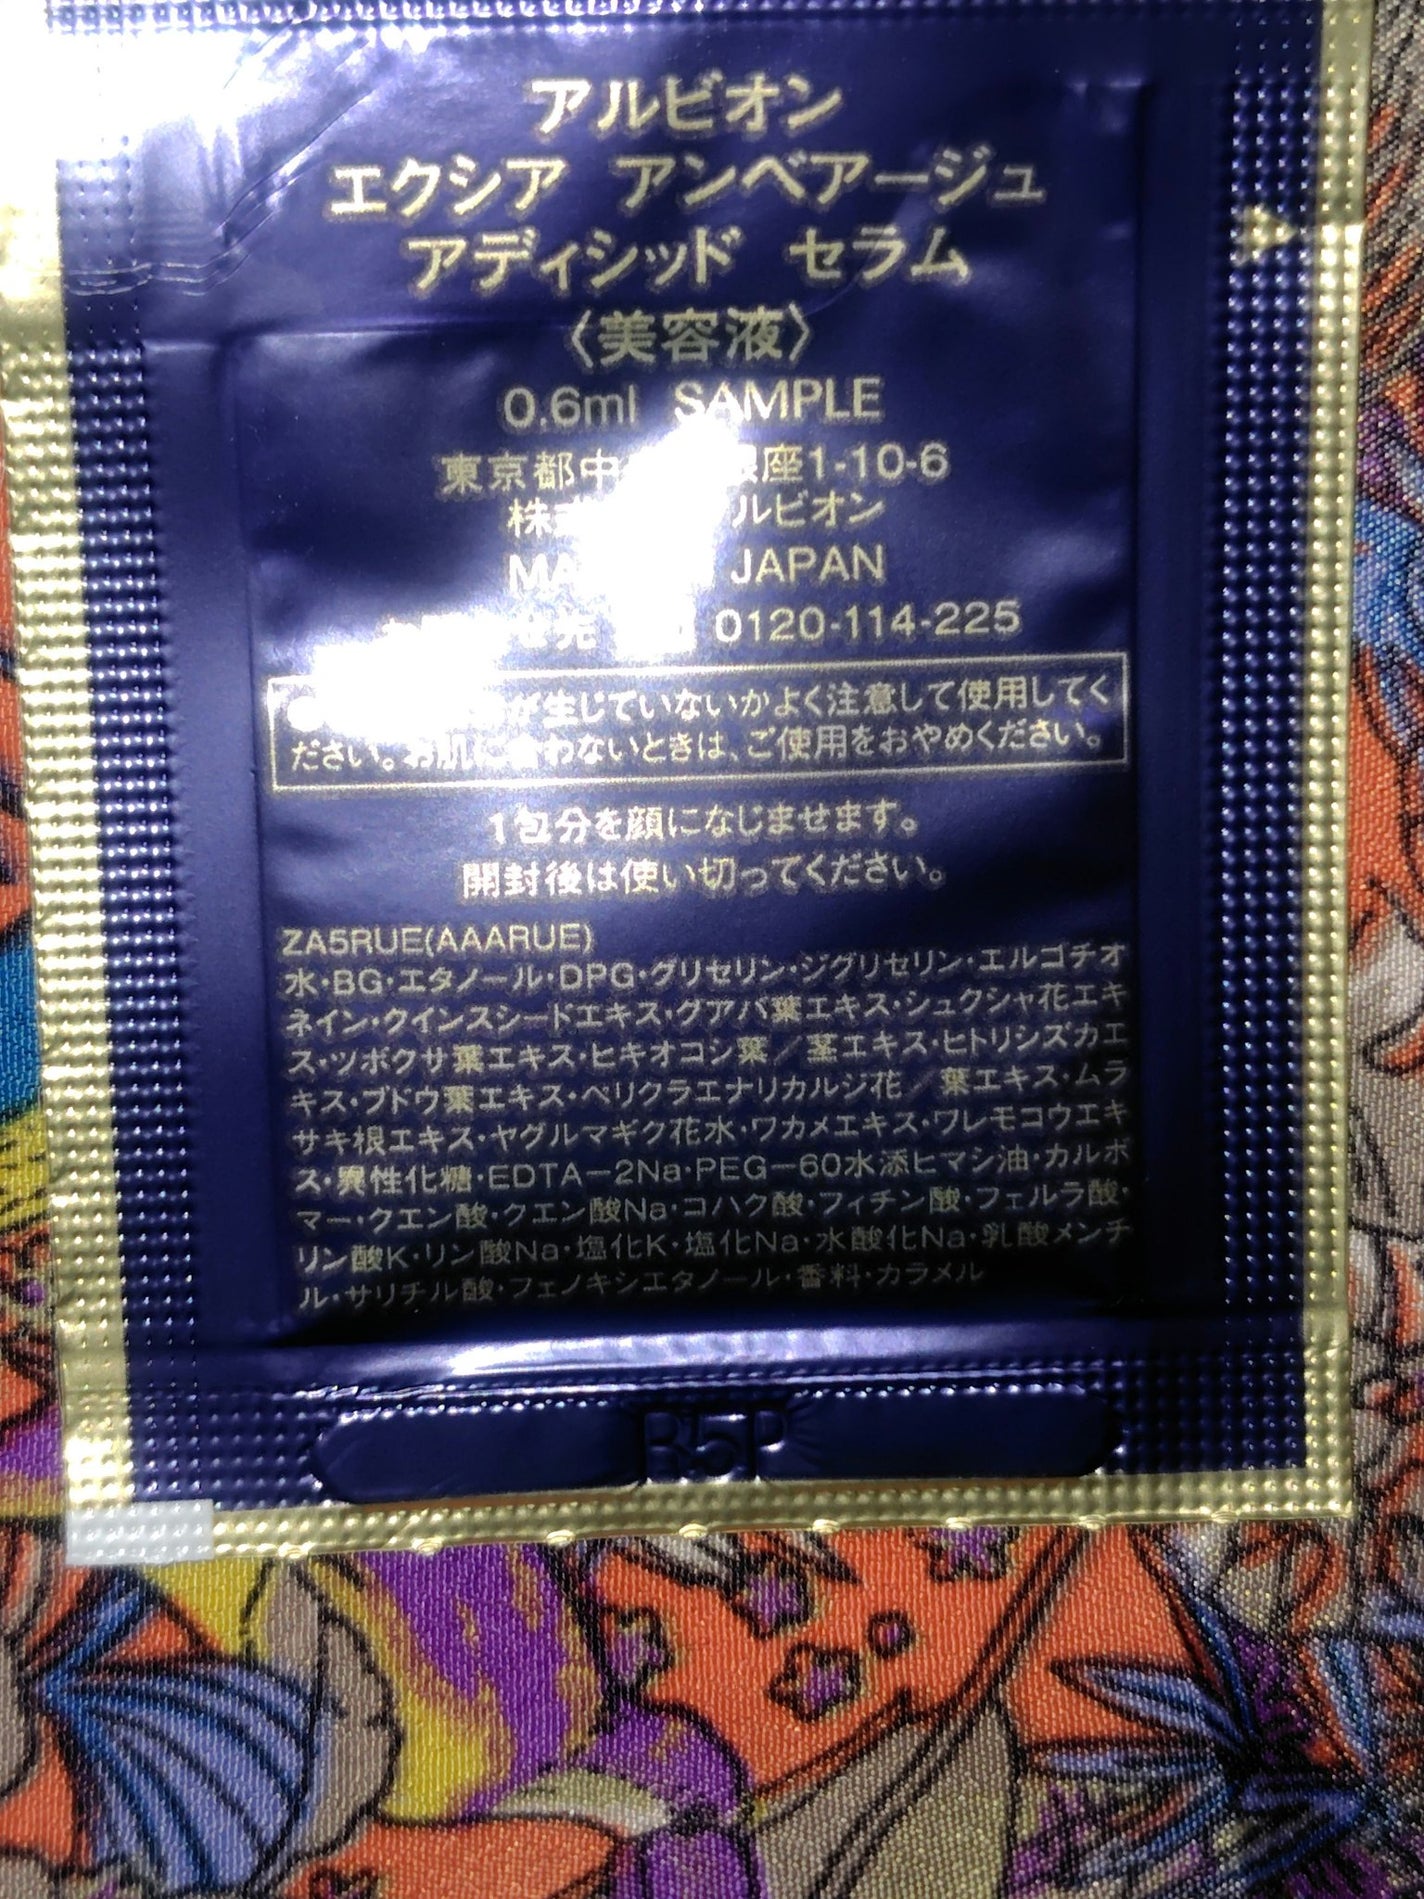 アルビオン
エクシア アンベアージュ
アディシッド セラム
〈美容液〉
0.6ml SAMPLE
東京都中 座1-10-6
株 ルビオン
MA JAPAN
せ先 0120-114-225
● が生じていないかよく注意して使用してく
ださい。お肌に合わないときは、ご使用をおやめください。
1包分を顔になじませます。
開封後は使い切ってください。
ZA5RUE(AAARUE)
水・BG・エタノール・DPG・グリセリン・ジグリセリン・エルゴチオ
ネイン・クインスシードエキス・グアバ葉エキス・シュクシャ花エキ
ス・ツボクサ葉エキス・ヒキオコシ葉／茎エキス・ヒトリシズカエ
キス・ブドウ葉エキス・ペリクラエナリカルジ花／葉エキス・ムラ
サキ根エキス・ヤグルマギク花水・ワカメエキス・ワレモコウエキ
ス・異性化糖・EDTA－2Na・PEG－60水添ヒマシ油・カルボ
マー・クエン酸・クエン酸Na・コハク酸・フィチン酸・フェルラ酸・
リン酸K・リン酸Na・塩化K・塩化Na・水酸化Na・乳酸メンチ
ル・サリチル酸・フェノキシエタノール・香料・カラメル
R5P